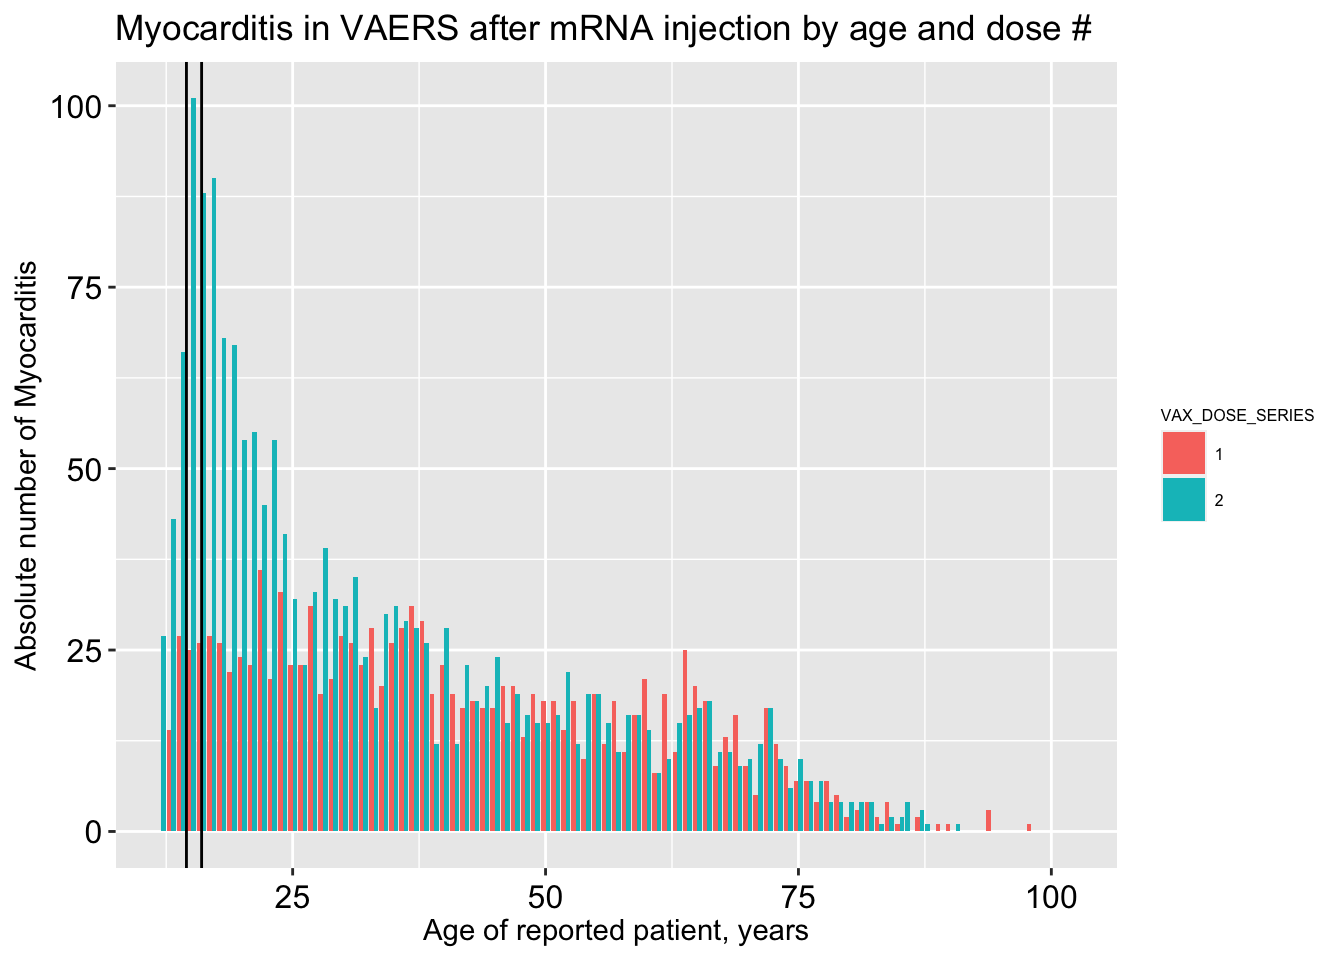 Myocarditis in VAERS after mRNA injection by age and dose #
100
75
50
25
0
Absolute number of Myocarditis
25
50
75
100
Age of reported patient, years
VAX_DOSE_SERIES
1
2